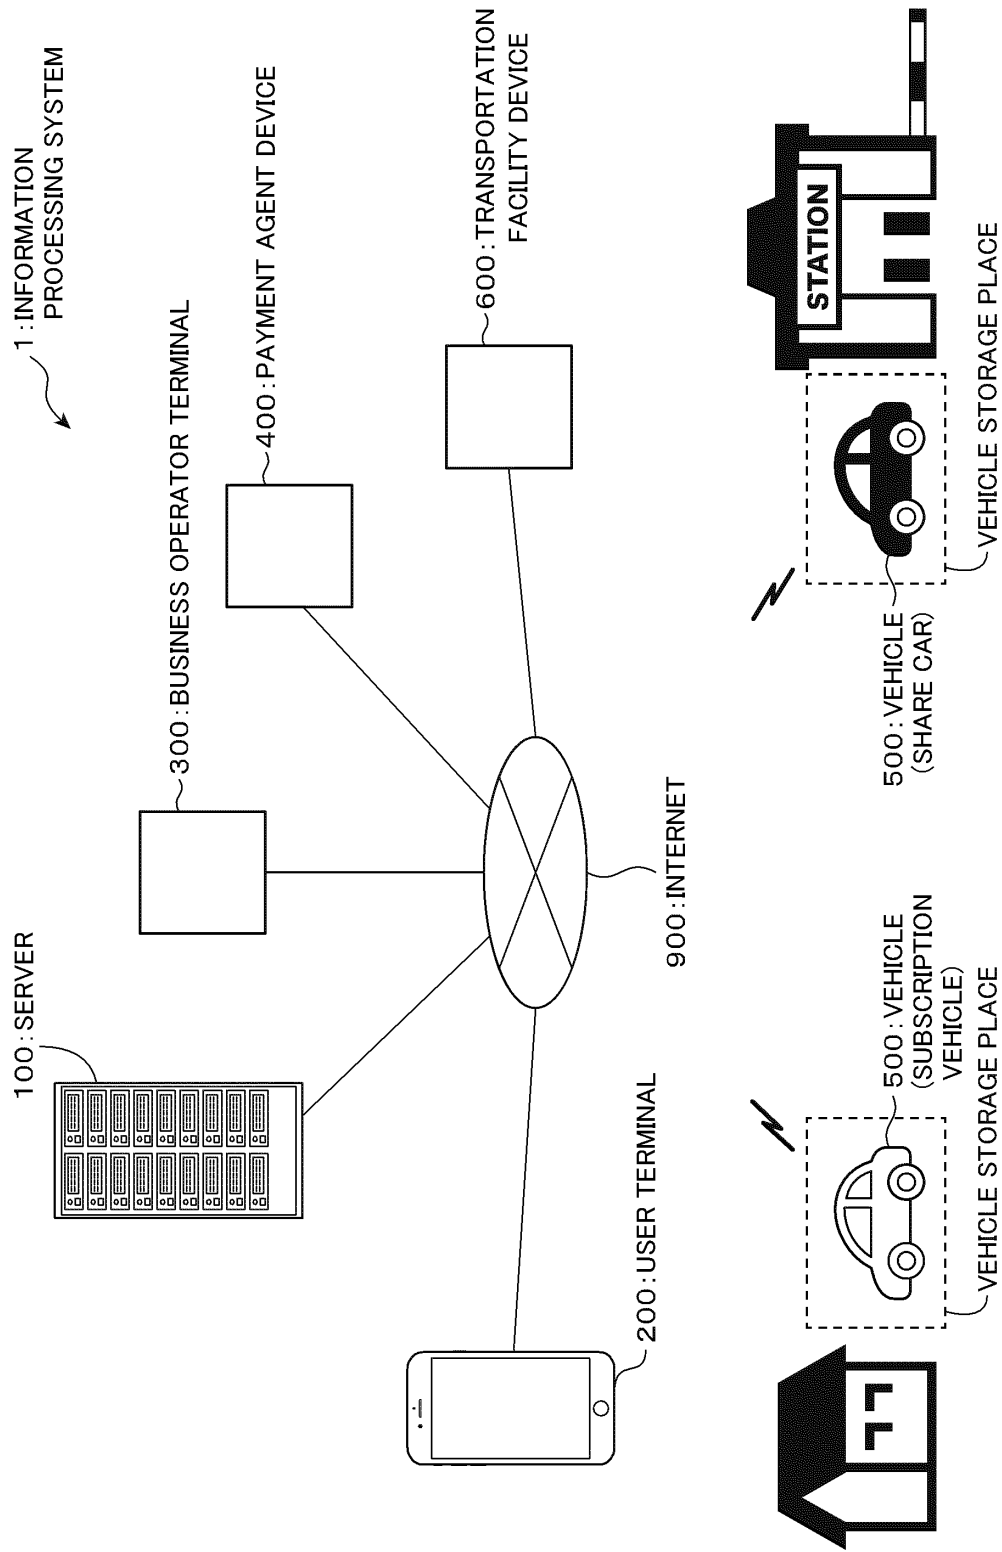 1:INFORMATION
PROCESSING SYSTEM
100:SERVER
300:BUSINESS OPERATOR TERMINAL
400:PAYMENT AGENT DEVICE
600:TRANSPORTATION
FACILITY DEVICE
200:USER TERMINAL
900:INTERNET
500:VEHICLE
(SUBSCRIPTION
VEHICLE)
VEHICLE STORAGE PLACE
500:VEHICLE
(SHARE CAR)
STATION
VEHICLE STORAGE PLACE